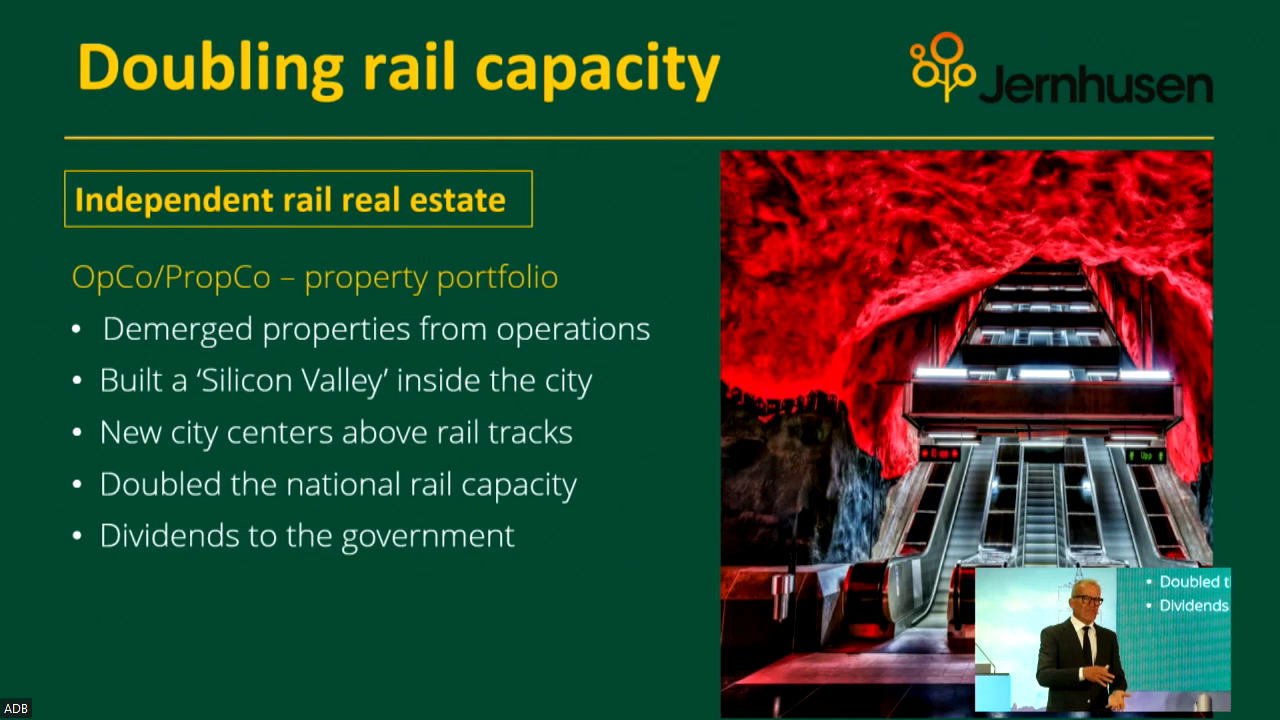 Doubling rail capacity
Jernhusen
Independent rail real estate
OpCo/PropCo – property portfolio
• Demerged properties from operations
• Built a ‘Silicon Valley’ inside the city
• New city centers above rail tracks
• Doubled the national rail capacity
• Dividends to the government
Upp
• Doubled t
• Dividends
ADB